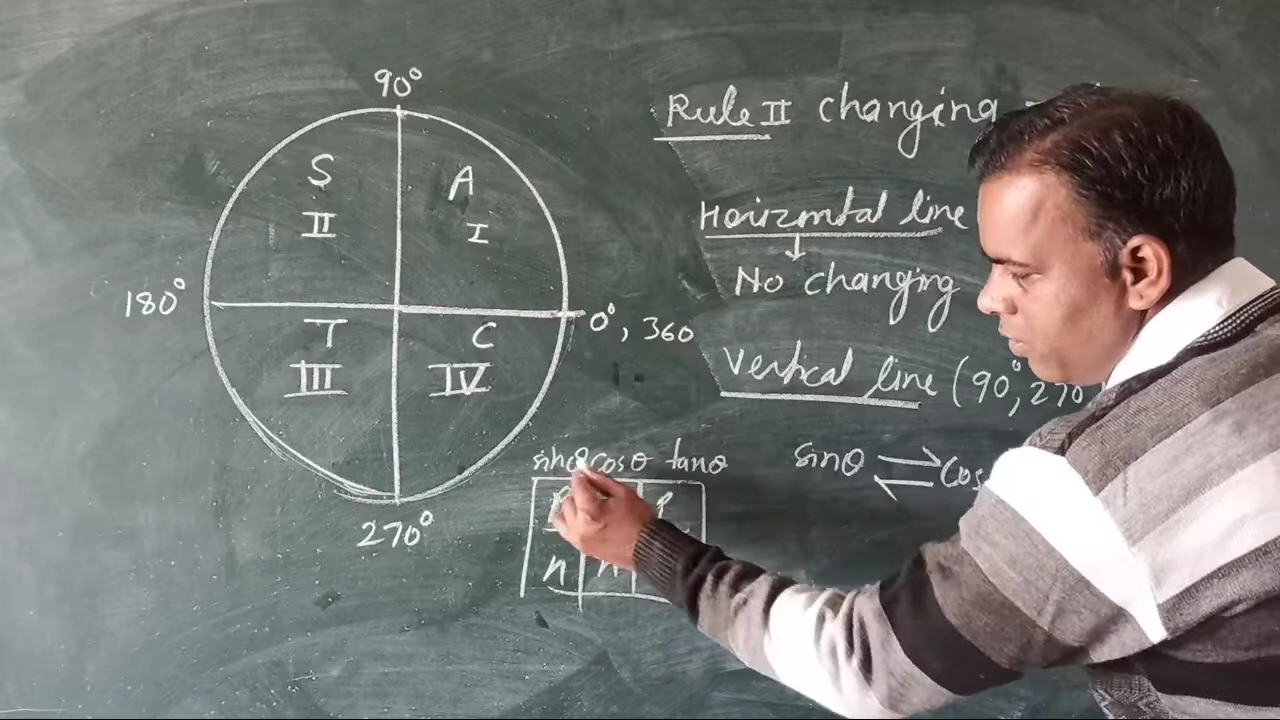 90°
S
A
II
I
180°
0°, 360
T
C
III
IV
270°
Rule II changing
Horizontal line
↓
No changing
Vertical line (90°, 270
sinθ ⇌ cos
sinθ cosθ tanθ
n n